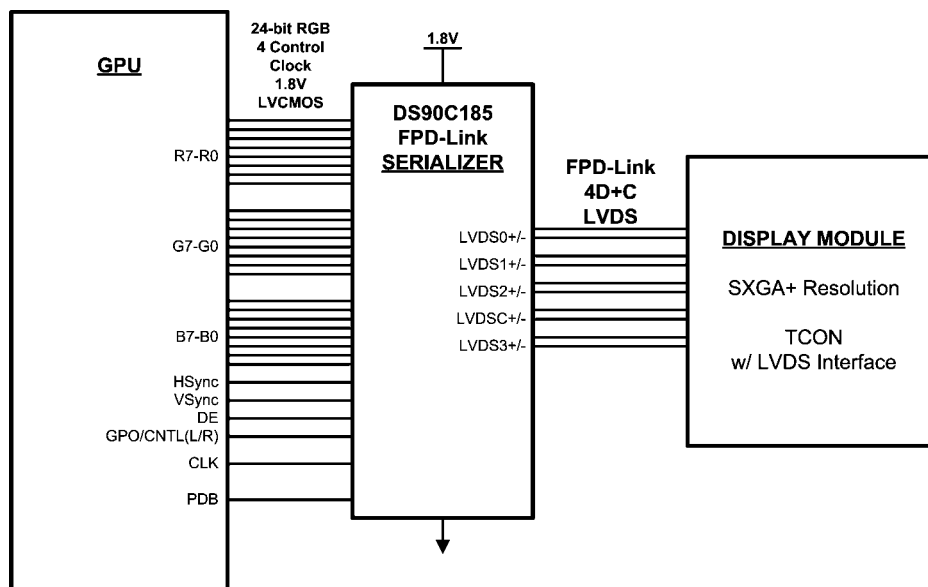 GPU
24-bit RGB
4 Control
Clock
1.8V
LVCMOS
R7-R0
G7-G0
B7-B0
HSync
VSync
DE
GPO/CNTL(L/R)
CLK
PDB
1.8V
DS90C185
FPD-Link
SERIALIZER
LVDS0+/-
LVDS1+/-
LVDS2+/-
LVDSC+/-
LVDS3+/-
FPD-Link
4D+C
LVDS
DISPLAY MODULE
SXGA+ Resolution
TCON
w/ LVDS Interface